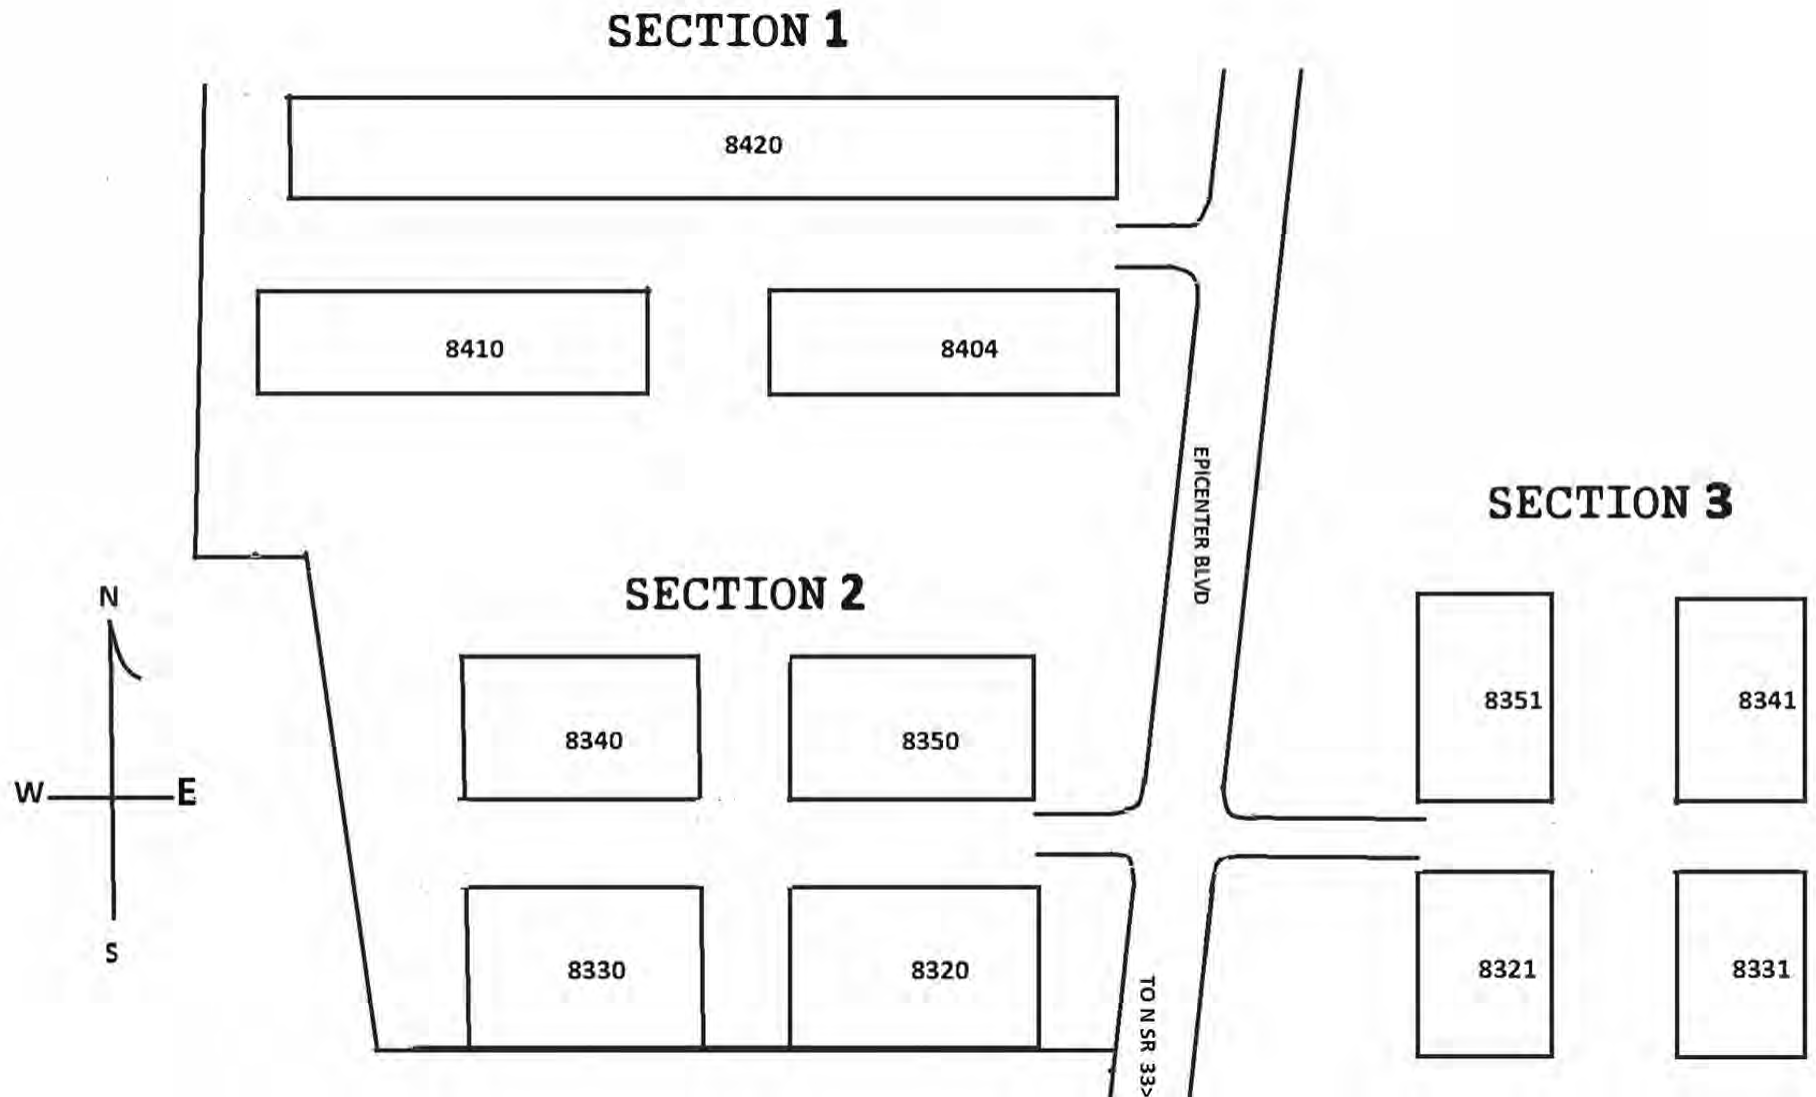 SECTION 1
8420
8410
8404
EPICENTER BLVD
SECTION 3
SECTION 2
N
W
E
S
8340
8350
8351
8341
8330
8320
8321
8331
TO N SR 33>